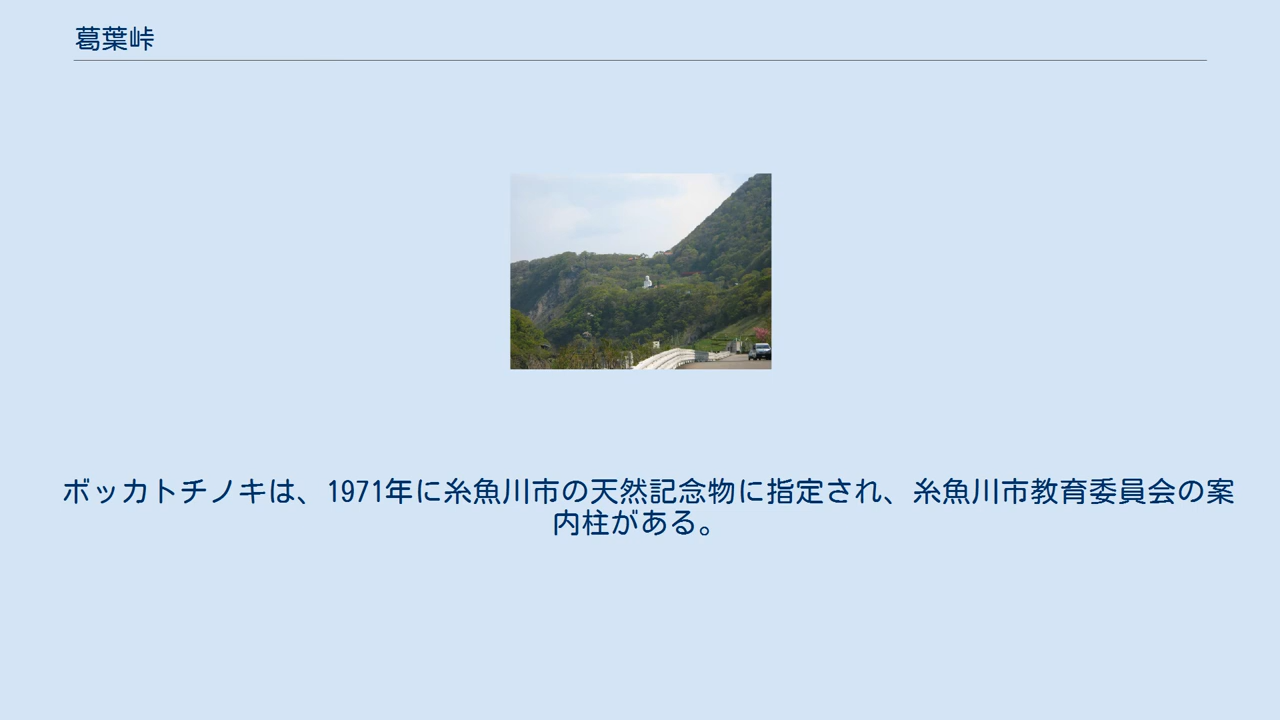 葛葉峠
ボッカトチノキは、1971年に糸魚川市の天然記念物に指定され、糸魚川市教育委員会の案
内柱がある。